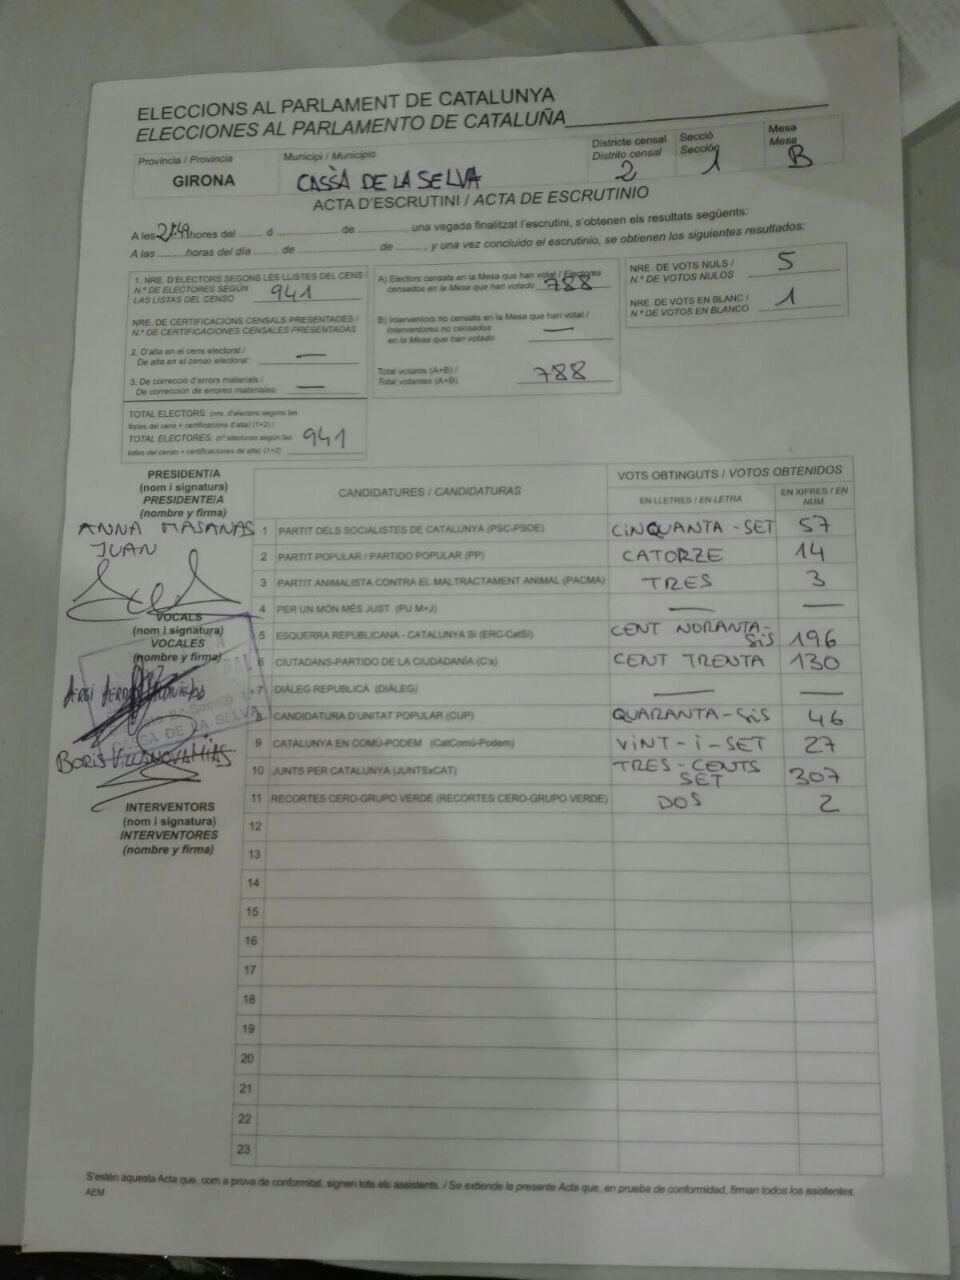 ELECCIONS AL PARLAMENT DE CATALUNYA
ELECCIONES AL PARLAMENTO DE CATALUÑA
Província / Provincia
GIRONA
Municipi / Municipio
CASSÀ DE LA SELVA
Districte censal
Distrito censal
2
Secció
Sección
1
Mesa
Mesa
B
ACTA D'ESCRUTINI / ACTA DE ESCRUTINIO
A les 21:49 hores del ........ d .................... de ..........., una vegada finalitzat l'escrutini, s'obtenen els resultats següents:
A las ........horas del día ...... de ..................... de ........, y una vez concluido el escrutinio, se obtienen los siguientes resultados:
1. NRE. D'ELECTORS SEGONS LES LLISTES DEL CENS /
N.º DE ELECTORES SEGÚN
LAS LISTAS DEL CENSO 941
NRE. DE CERTIFICACIONS CENSALS PRESENTADES /
N.º DE CERTIFICACIONES CENSALES PRESENTADAS
2. D'alta en el cens electoral /
De alta en el censo electoral: —
3. De correcció d'errors materials /
De corrección de errores materiales: —
TOTAL ELECTORS: (nre. d'electors segons les
llistes del cens + certificacions d'alta) (1+2) /
TOTAL ELECTORES: (nº electores según las
listas del censo + certificaciones de alta) (1+2) 941
A) Electors censats en la Mesa que han votat / Electores
censados en la Mesa que han votado 788
B) Interventors no censats en la Mesa que han votat /
Interventores no censados
en la Mesa que han votado —
Total votants (A+B) /
Total votantes (A+B) 788
NRE. DE VOTS NULS /
N.º DE VOTOS NULOS 5
NRE. DE VOTS EN BLANC /
N.º DE VOTOS EN BLANCO 1
PRESIDENT/A
(nom i signatura)
PRESIDENTE/A
(nombre y firma)
ANNA MASANAS
JUAN
VOCALS
(nom i signatura)
VOCALES
(nombre y firma)
CASSA DE LA SELVA
BORIS VILLANOVA
INTERVENTORS
(nom i signatura)
INTERVENTORES
(nombre y firma)
CANDIDATURES / CANDIDATURAS
VOTS OBTINGUTS / VOTOS OBTENIDOS
EN LLETRES / EN LETRA
EN XIFRES / EN NUM.
1 PARTIT DELS SOCIALISTES DE CATALUNYA (PSC-PSOE) CINQUANTA-SET 57
2 PARTIT POPULAR / PARTIDO POPULAR (PP) CATORZE 14
3 PARTIT ANIMALISTA CONTRA EL MALTRACTAMENT ANIMAL (PACMA) TRES 3
4 PER UN MÓN MÉS JUST (PU M+J) — —
5 ESQUERRA REPUBLICANA - CATALUNYA SÍ (ERC-CatSí) CENT NORANTA-SIS 196
6 CIUTADANS-PARTIDO DE LA CIUDADANÍA (C's) CENT TRENTA 130
7 DIÀLEG REPUBLICÀ (DIÀLEG) — —
8 CANDIDATURA D'UNITAT POPULAR (CUP) QUARANTA-SIS 46
9 CATALUNYA EN COMÚ-PODEM (CatComú-Podem) VINT-I-SET 27
10 JUNTS PER CATALUNYA (JUNTSxCAT) TRES-CENTS SET 307
11 RECORTES CERO-GRUPO VERDE (RECORTES CERO-GRUPO VERDE) DOS 2
12
13
14
15
16
17
18
19
20
21
22
23
S'estén aquesta Acta que, com a prova de conformitat, signen tots els assistents. / Se extiende la presente Acta que, en prueba de conformidad, firman todos los asistentes.
AEM